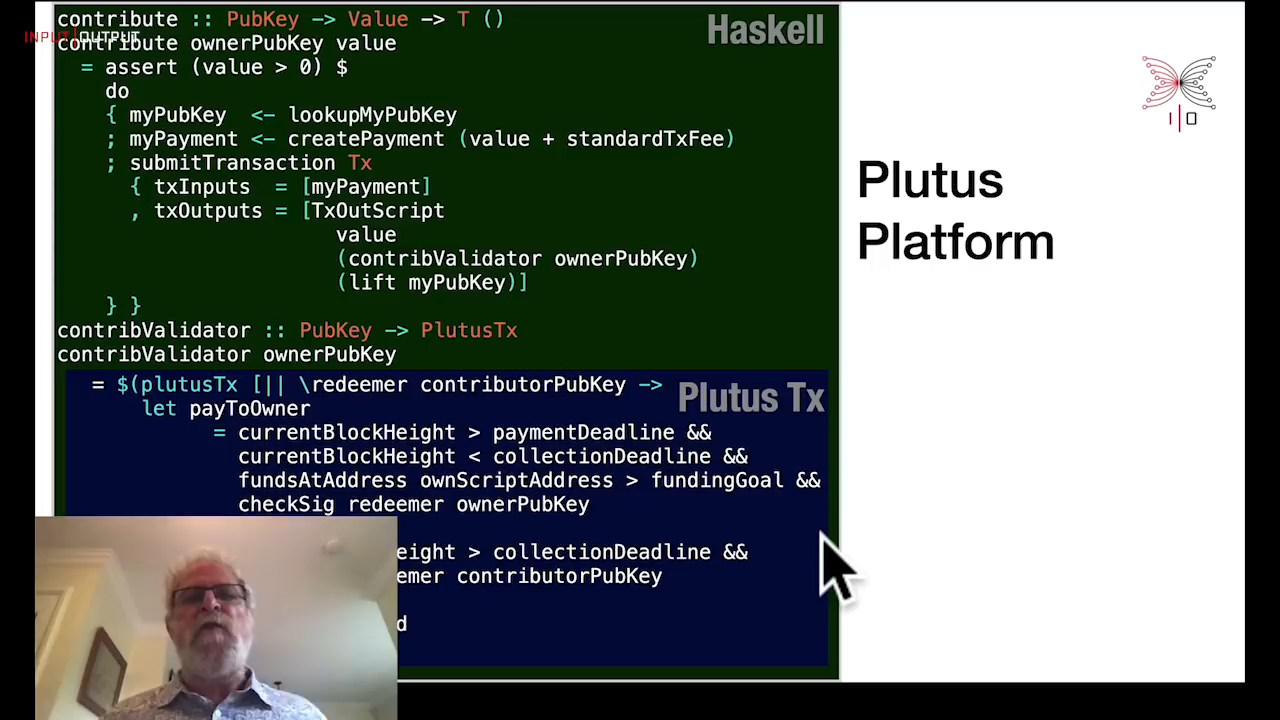 INPUT|OUTPUT
Haskell
contribute :: PubKey -> Value -> T ()
contribute ownerPubKey value
= assert (value > 0) $
do
{ myPubKey <- lookupMyPubKey
; myPayment <- createPayment (value + standardTxFee)
; submitTransaction Tx
{ txInputs = [myPayment]
, txOutputs = [TxOutScript
value
(contribValidator ownerPubKey)
(lift myPubKey)]
} }
contribValidator :: PubKey -> PlutusTx
contribValidator ownerPubKey
Plutus Tx
= $(plutusTx [|| \redeemer contributorPubKey ->
let payToOwner
= currentBlockHeight > paymentDeadline &&
currentBlockHeight < collectionDeadline &&
fundsAtAddress ownScriptAddress > fundingGoal &&
checkSig redeemer ownerPubKey
eight > collectionDeadline &&
emer contributorPubKey
d
I|O
Plutus
Platform